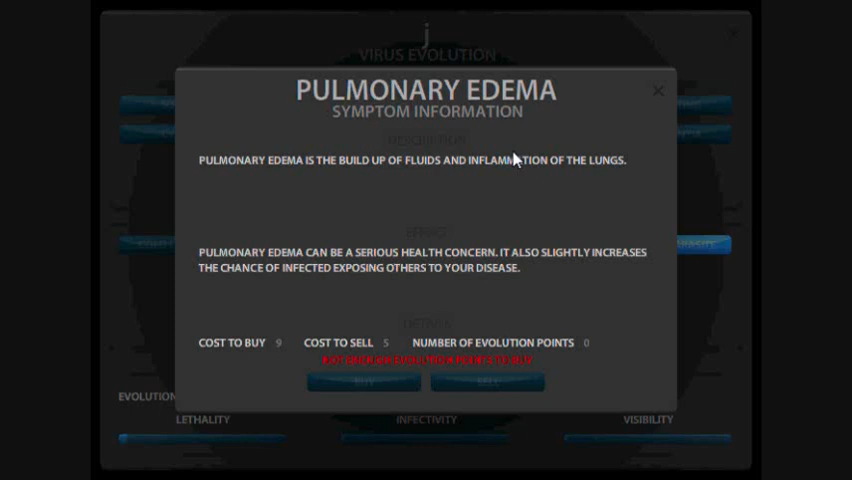 j
VIRUS EVOLUTION
PULMONARY EDEMA
SYMPTOM INFORMATION
DESCRIPTION
PULMONARY EDEMA IS THE BUILD UP OF FLUIDS AND INFLAMMATION OF THE LUNGS.
EFFECT
PULMONARY EDEMA CAN BE A SERIOUS HEALTH CONCERN. IT ALSO SLIGHTLY INCREASES
THE CHANCE OF INFECTED EXPOSING OTHERS TO YOUR DISEASE.
DETAILS
COST TO BUY 9 COST TO SELL 5 NUMBER OF EVOLUTION POINTS 0
NOT ENOUGH EVOLUTION POINTS TO BUY
BUY SELL
EVOLUTION
LETHALITY INFECTIVITY VISIBILITY